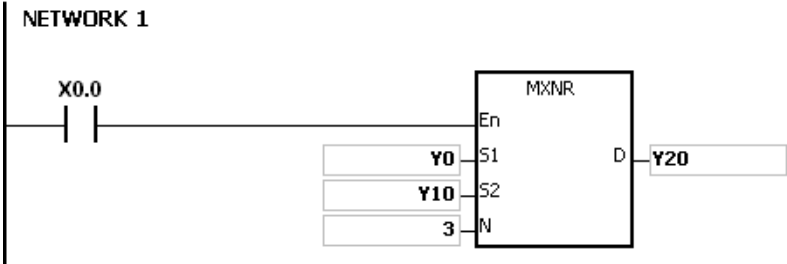 NETWORK 1
X0.0
MXNR
En
Y0 S1 D Y20
Y10 S2
3 N